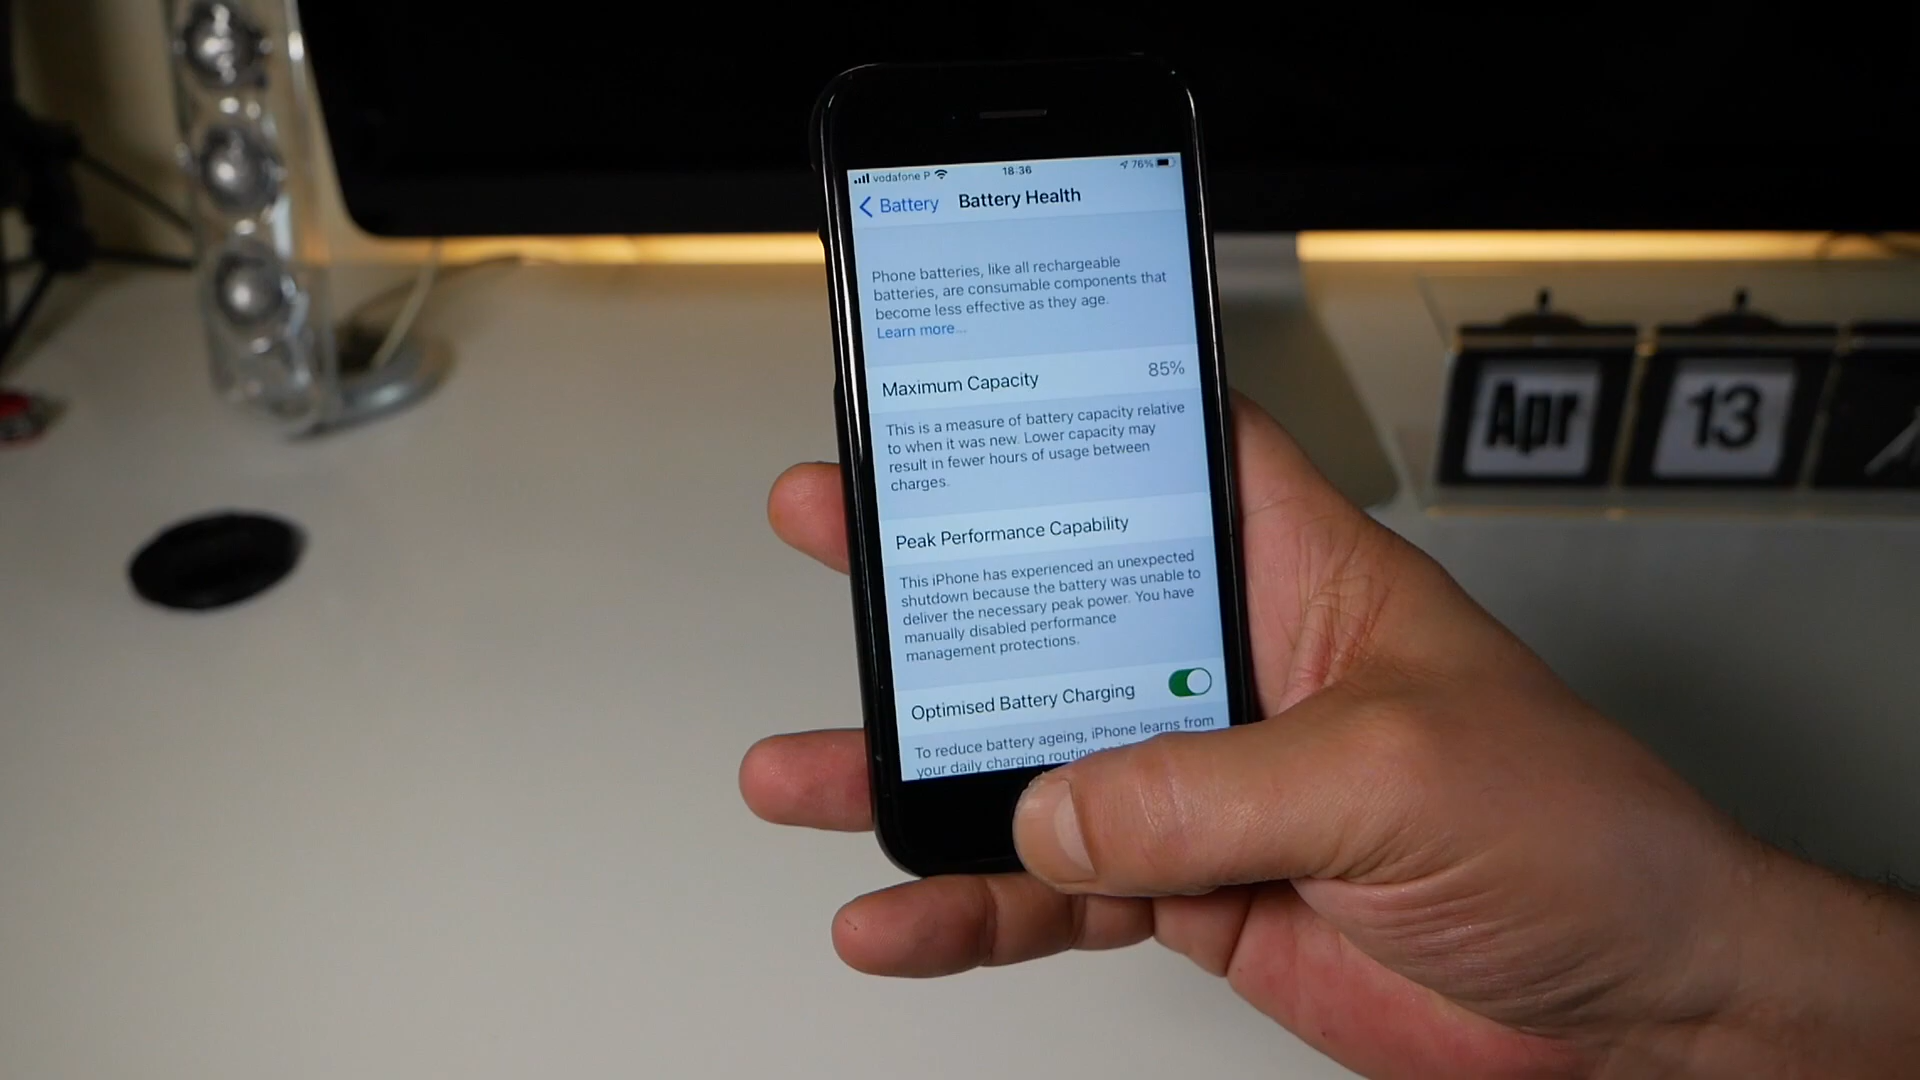 vodafone P
18:36
76%
Battery
Battery Health
Phone batteries, like all rechargeable
batteries, are consumable components that
become less effective as they age.
Learn more...
Maximum Capacity
85%
This is a measure of battery capacity relative
to when it was new. Lower capacity may
result in fewer hours of usage between
charges.
Peak Performance Capability
This iPhone has experienced an unexpected
shutdown because the battery was unable to
deliver the necessary peak power. You have
manually disabled performance
management protections.
Optimised Battery Charging
To reduce battery ageing, iPhone learns from
your daily charging routine
Apr
13